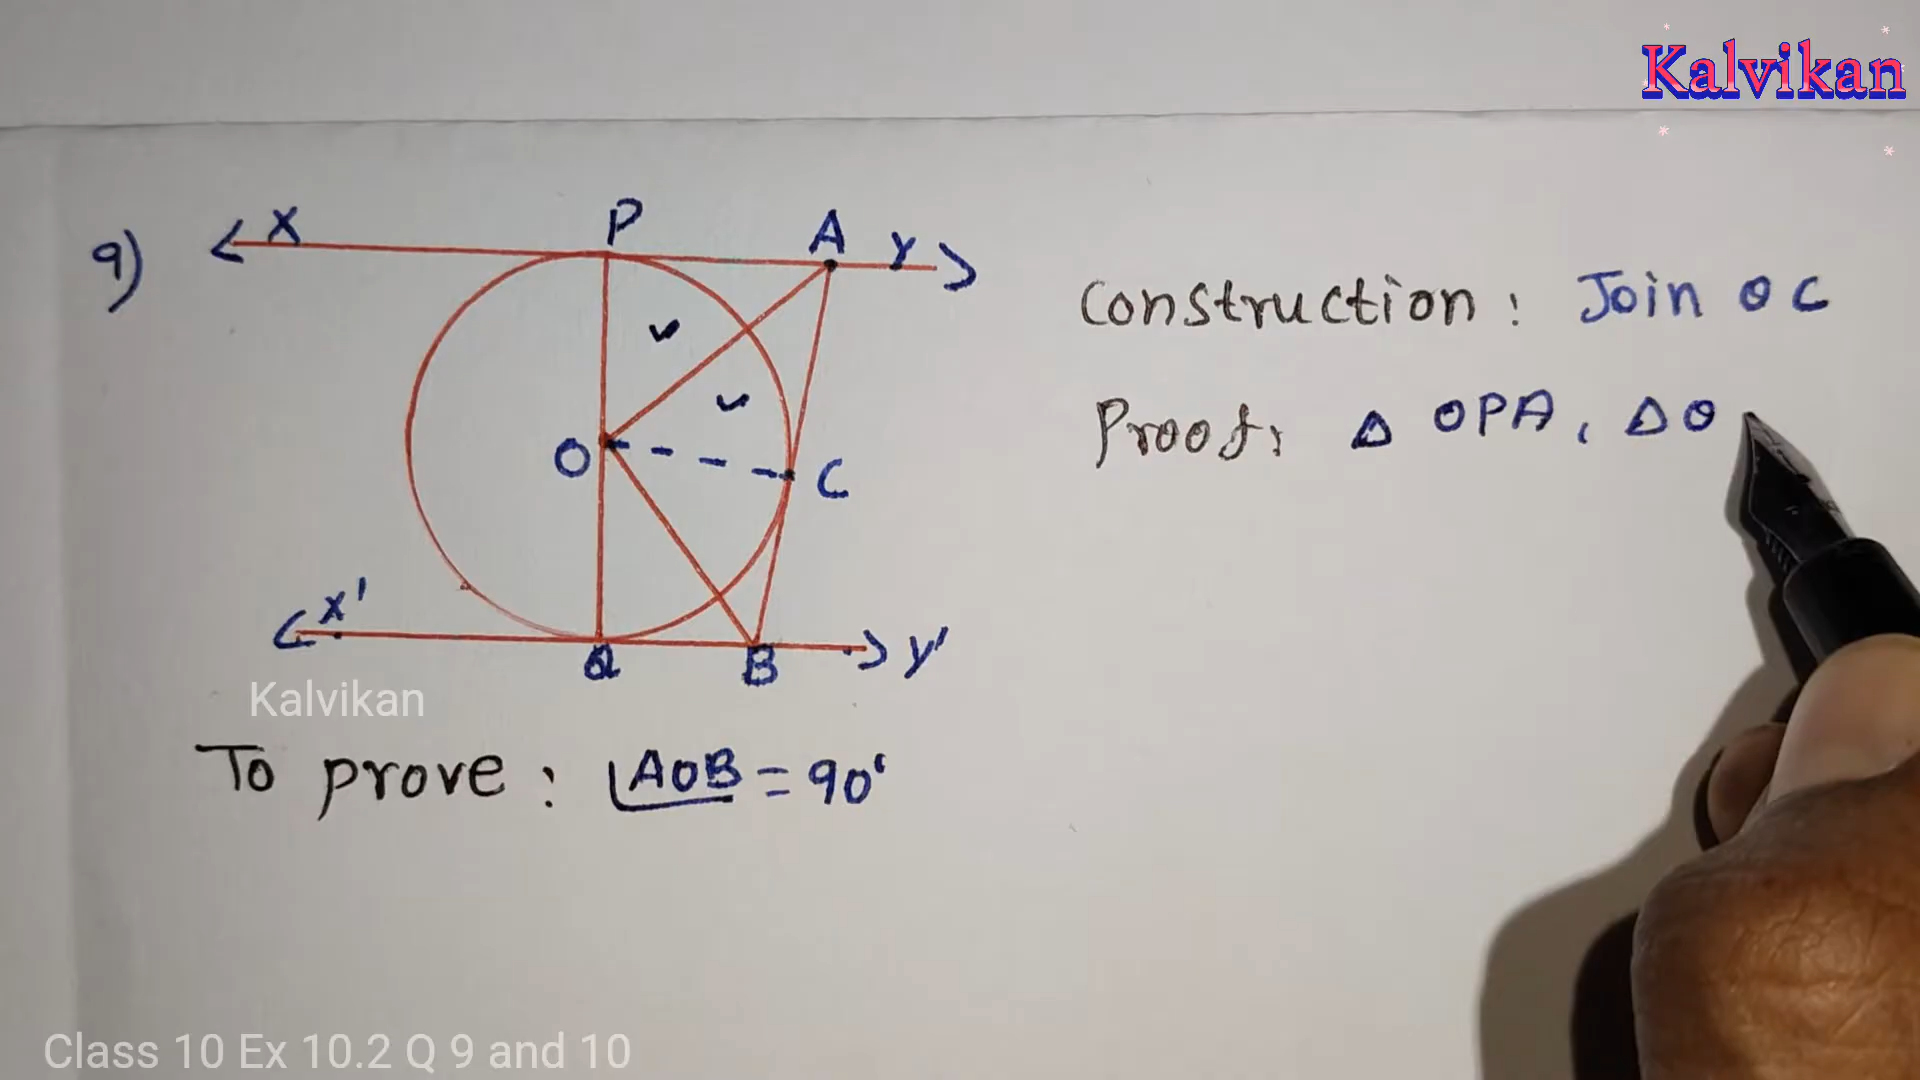 Kalvikan
9)
X
P
A
Y
O
C
X'
Q
B
Y'
Construction: Join OC
Proof: Δ OPA, Δ O
Kalvikan
To prove: ∠AOB = 90°
Class 10 Ex 10.2 Q 9 and 10